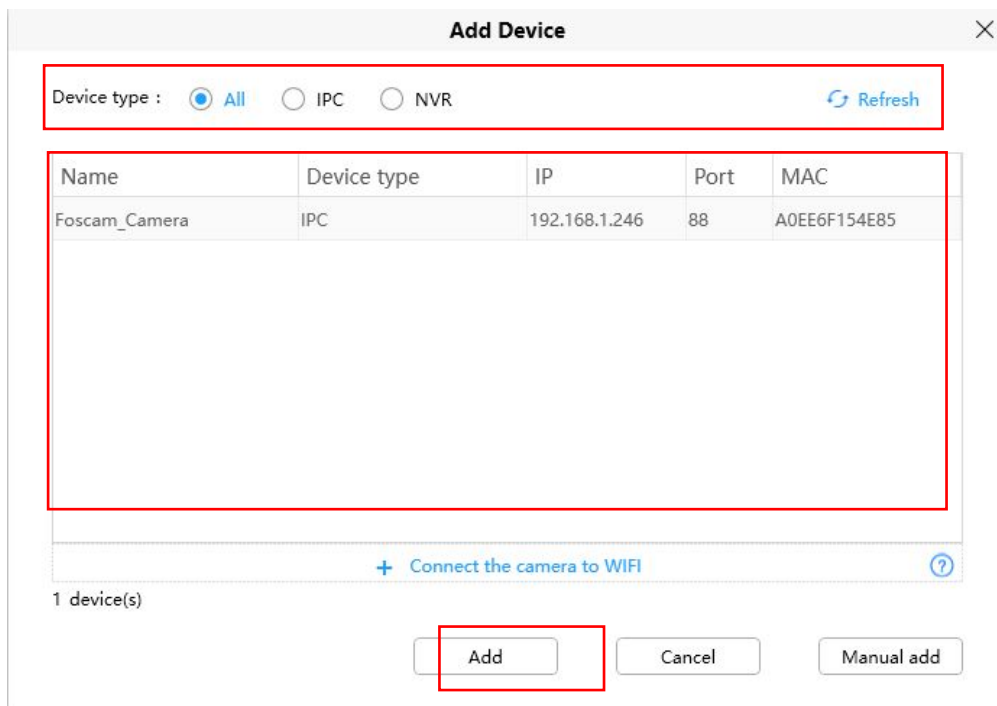 Add Device
Device type : All IPC NVR Refresh
Name Device type IP Port MAC
Foscam_Camera IPC 192.168.1.246 88 A0EE6F154E85
+ Connect the camera to WIFI ?
1 device(s)
Add Cancel Manual add